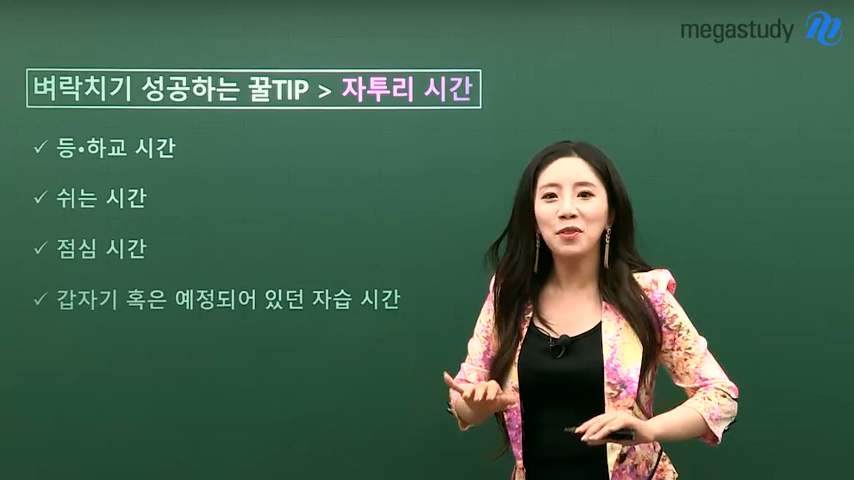 megastudy
벼락치기 성공하는 꿀TIP > 자투리 시간
✓ 등•하교 시간
✓ 쉬는 시간
✓ 점심 시간
✓ 갑자기 혹은 예정되어 있던 자습 시간